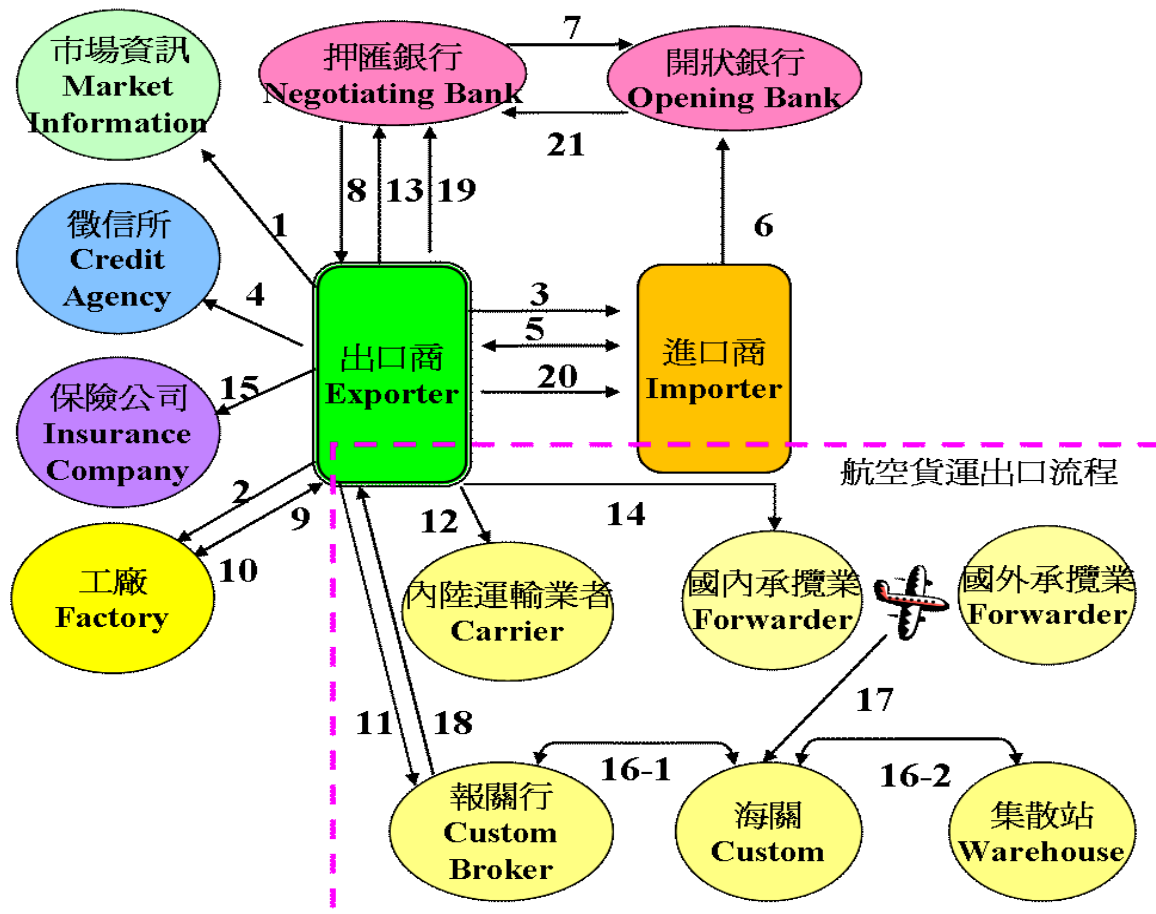 市場資訊
Market
Information
押匯銀行
Negotiating Bank
7
開狀銀行
Opening Bank
21
8
13
19
6
徵信所
Credit
Agency
1
4
3
5
20
出口商
Exporter
進口商
Importer
保險公司
Insurance
Company
15
航空貨運出口流程
2
9
10
12
14
工廠
Factory
內陸運輸業者
Carrier
國內承攬業
Forwarder
國外承攬業
Forwarder
11
18
17
16-1
16-2
報關行
Custom
Broker
海關
Custom
集散站
Warehouse